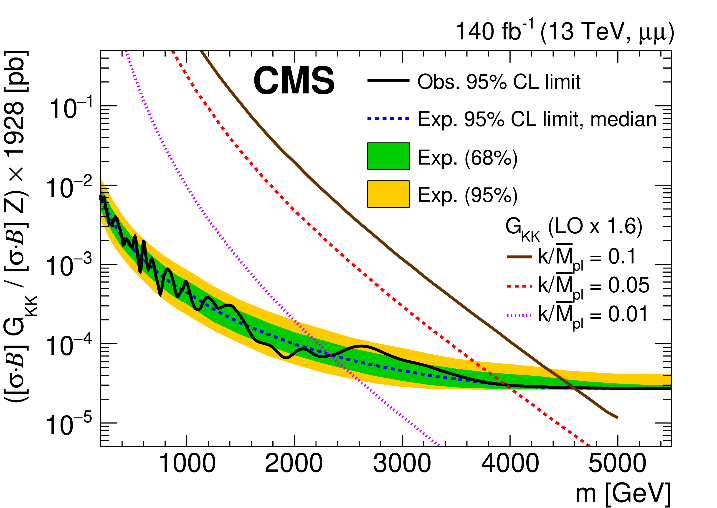 140 fb⁻¹ (13 TeV, μμ)
CMS
Obs. 95% CL limit
Exp. 95% CL limit, median
Exp. (68%)
Exp. (95%)
G_KK (LO x 1.6)
k/M̅_pl = 0.1
k/M̅_pl = 0.05
k/M̅_pl = 0.01
([σ·B] G_KK / [σ·B] Z) × 1928 [pb]
10⁻¹
10⁻²
10⁻³
10⁻⁴
10⁻⁵
1000 2000 3000 4000 5000
m [GeV]